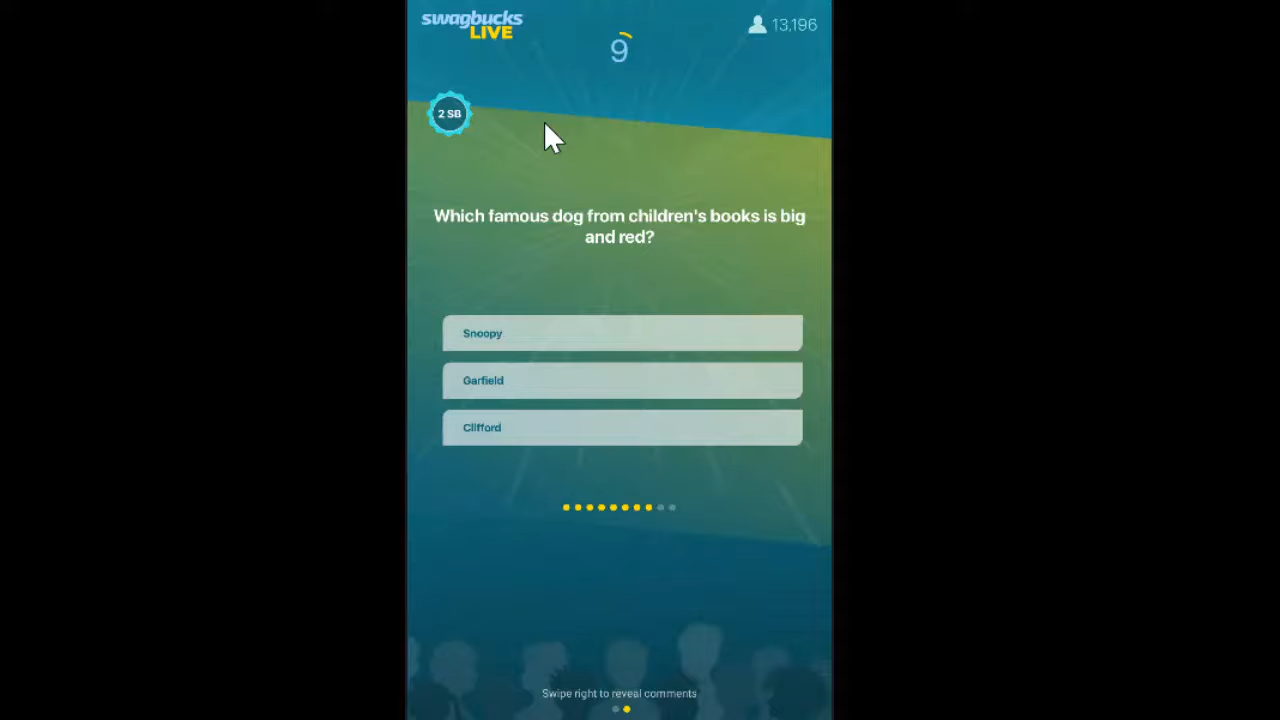 swagbucks
LIVE
13,196
9
2 SB
Which famous dog from children's books is big
and red?
Snoopy
Garfield
Clifford
Swipe right to reveal comments